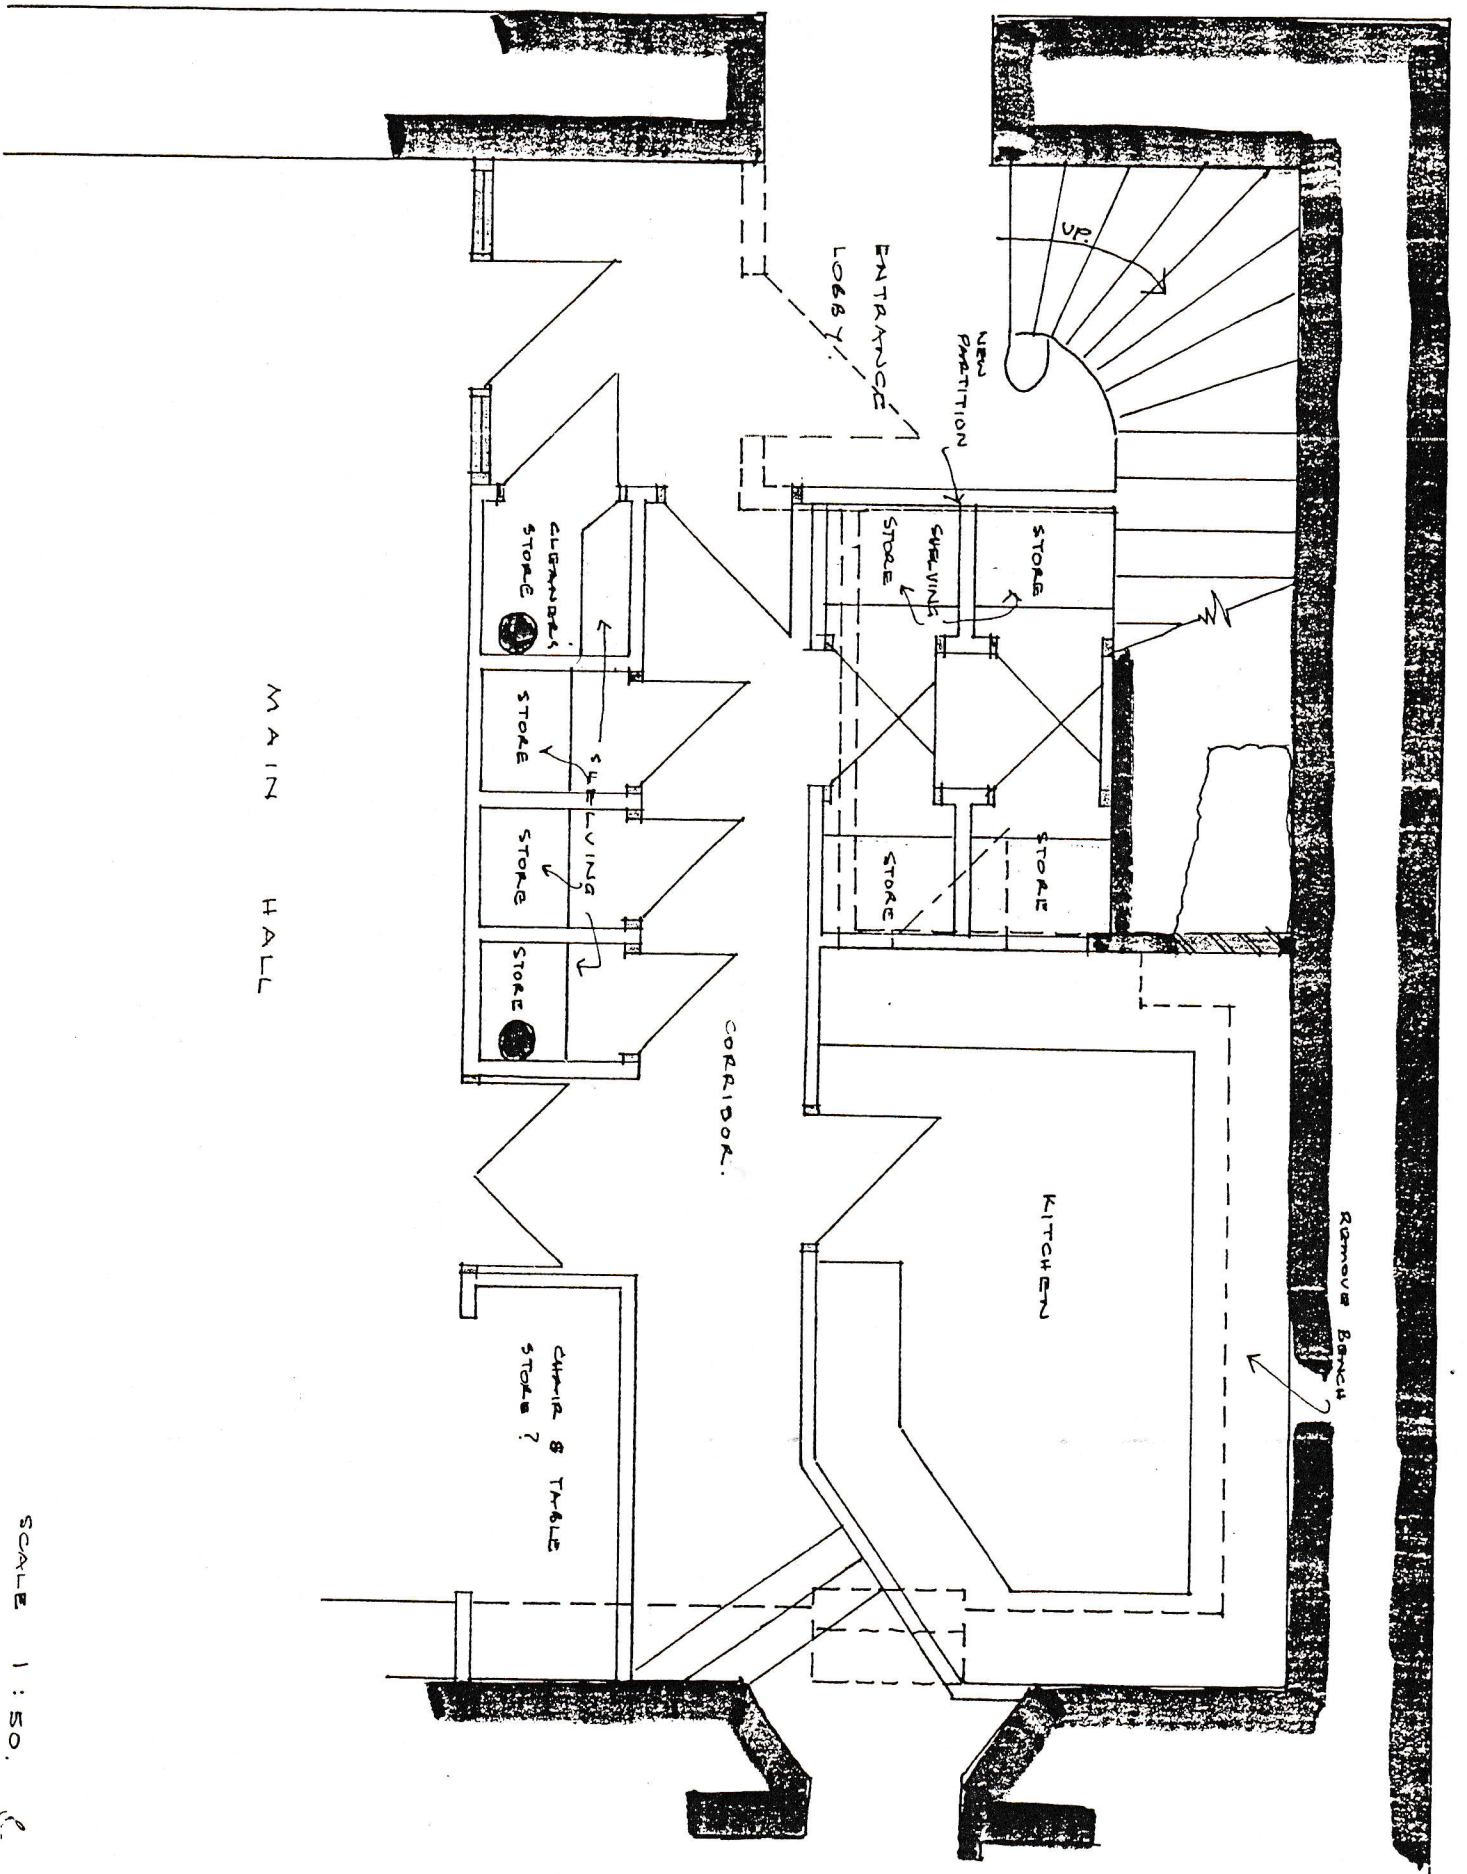 UP.
ENTRANCE
LOBBY.
NEW
PARTITION
STORE
SHELVING
STORE
STORE
STORE
CLEANERS
STORE
STORE
STORE
STORE
SHELVING
CORRIDOR.
KITCHEN
REMOVE BENCH
CHAIR & TABLE
STORE ?
MAIN HALL
SCALE 1:50.